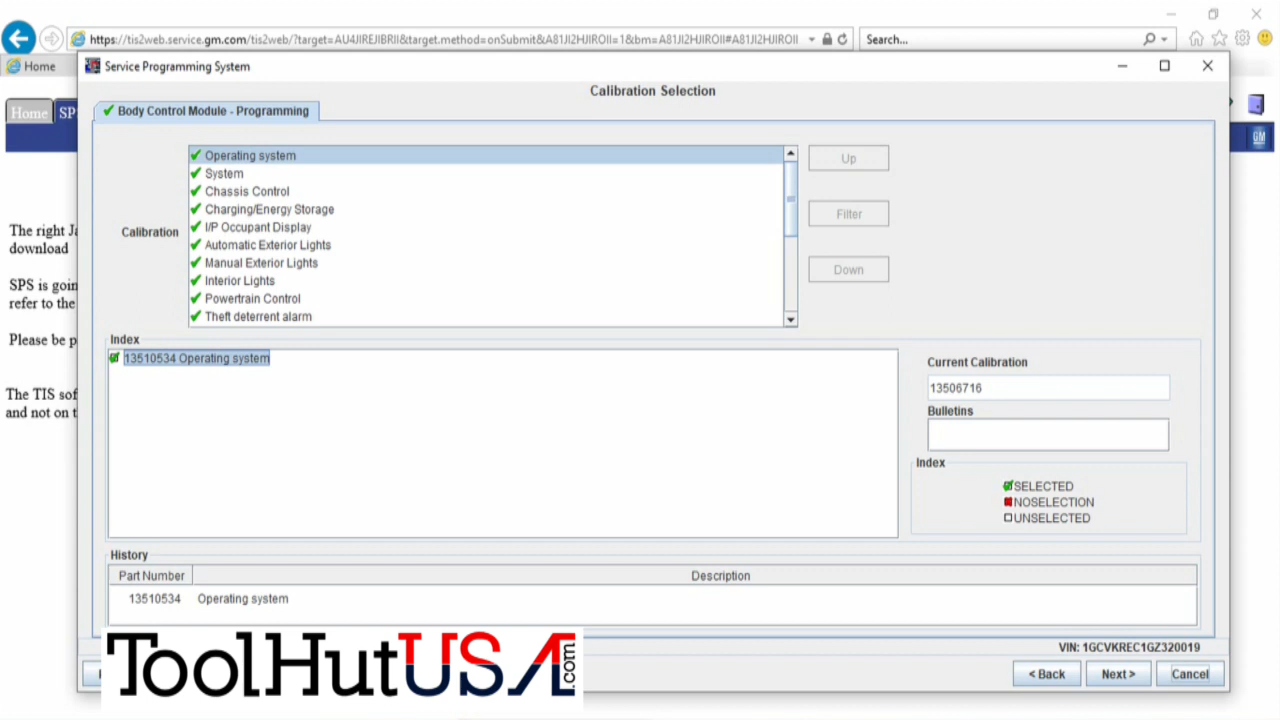 https://tis2web.service.gm.com/tis2web/?target=AU4JIREJIBRII&target.method=onSubmit&A81JI2HJIROII=1&bm=A81JI2HJIROII#A81JI2HJIROII
Search...
Home
Service Programming System
Calibration Selection
Home
SP
Body Control Module - Programming
GM
Calibration
Operating system
System
Chassis Control
Charging/Energy Storage
I/P Occupant Display
Automatic Exterior Lights
Manual Exterior Lights
Interior Lights
Powertrain Control
Theft deterrent alarm
Up
Filter
Down
The right Ja
download
SPS is goin
refer to the
Please be p
The TIS sof
and not on t
Index
13510534 Operating system
Current Calibration
13506716
Bulletins
Index
SELECTED
NOSELECTION
UNSELECTED
History
Part Number
Description
13510534
Operating system
VIN: 1GCVKREC1GZ320019
< Back
Next >
Cancel
ToolHutUSA.com